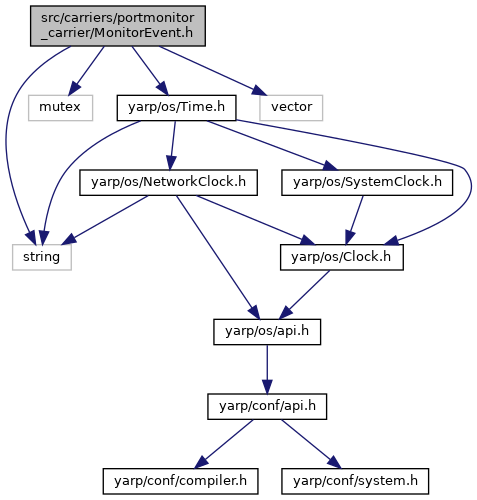 src/carriers/portmonitor
_carrier/MonitorEvent.h
mutex
yarp/os/Time.h
vector
yarp/os/NetworkClock.h
yarp/os/SystemClock.h
string
yarp/os/Clock.h
yarp/os/api.h
yarp/conf/api.h
yarp/conf/compiler.h
yarp/conf/system.h